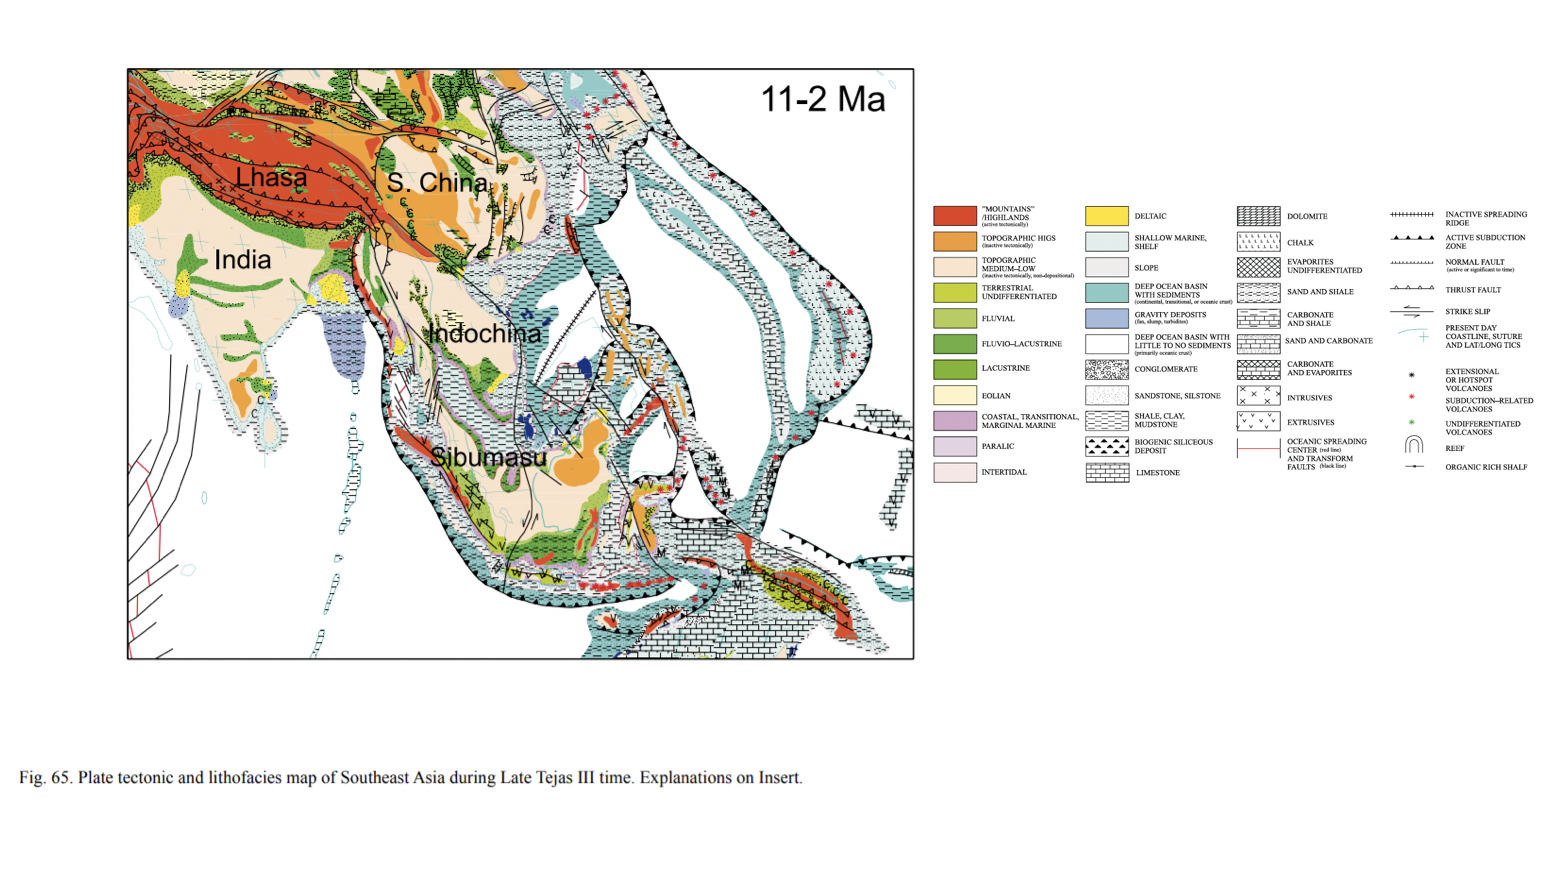 11-2 Ma
Lhasa
S. China
India
Indochina
Sibumasu
"MOUNTAINS"
/HIGHLANDS
(active tectonically)
TOPOGRAPHIC HIGS
(inactive tectonically)
TOPOGRAPHIC
MEDIUM–LOW
(inactive tectonically, non-depositional)
TERRESTRIAL
UNDIFFERENTIATED
FLUVIAL
FLUVIO–LACUSTRINE
LACUSTRINE
EOLIAN
COASTAL, TRANSITIONAL,
MARGINAL MARINE
PARALIC
INTERTIDAL
DELTAIC
SHALLOW MARINE,
SHELF
SLOPE
DEEP OCEAN BASIN
WITH SEDIMENTS
(continental, transitional, or oceanic crust)
GRAVITY DEPOSITS
(fan, slump, turbidites)
DEEP OCEAN BASIN WITH
LITTLE TO NO SEDIMENTS
(primarily oceanic crust)
CONGLOMERATE
SANDSTONE, SILSTONE
SHALE, CLAY,
MUDSTONE
BIOGENIC SILICEOUS
DEPOSIT
LIMESTONE
DOLOMITE
CHALK
EVAPORITES
UNDIFFERENTIATED
SAND AND SHALE
CARBONATE
AND SHALE
SAND AND CARBONATE
CARBONATE
AND EVAPORITES
INTRUSIVES
EXTRUSIVES
OCEANIC SPREADING
CENTER (red line)
AND TRANSFORM
FAULTS (black line)
INACTIVE SPREADING
RIDGE
ACTIVE SUBDUCTION
ZONE
NORMAL FAULT
(active or significant to time)
THRUST FAULT
STRIKE SLIP
PRESENT DAY
COASTLINE, SUTURE
AND LAT/LONG TICS
EXTENSIONAL
OR HOTSPOT
VOLCANOES
SUBDUCTION–RELATED
VOLCANOES
UNDIFFERENTIATED
VOLCANOES
REEF
ORGANIC RICH SHALF
Fig. 65. Plate tectonic and lithofacies map of Southeast Asia during Late Tejas III time. Explanations on Insert.